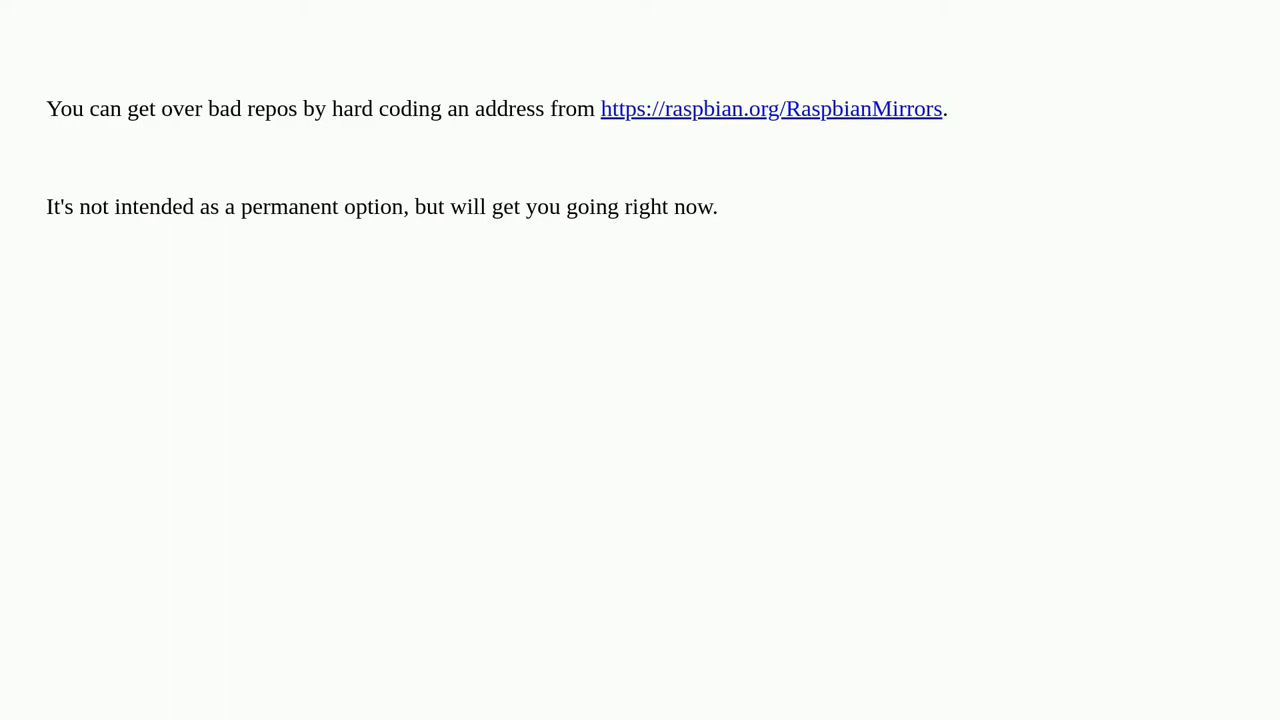 You can get over bad repos by hard coding an address from https://raspbian.org/RaspbianMirrors.
It's not intended as a permanent option, but will get you going right now.